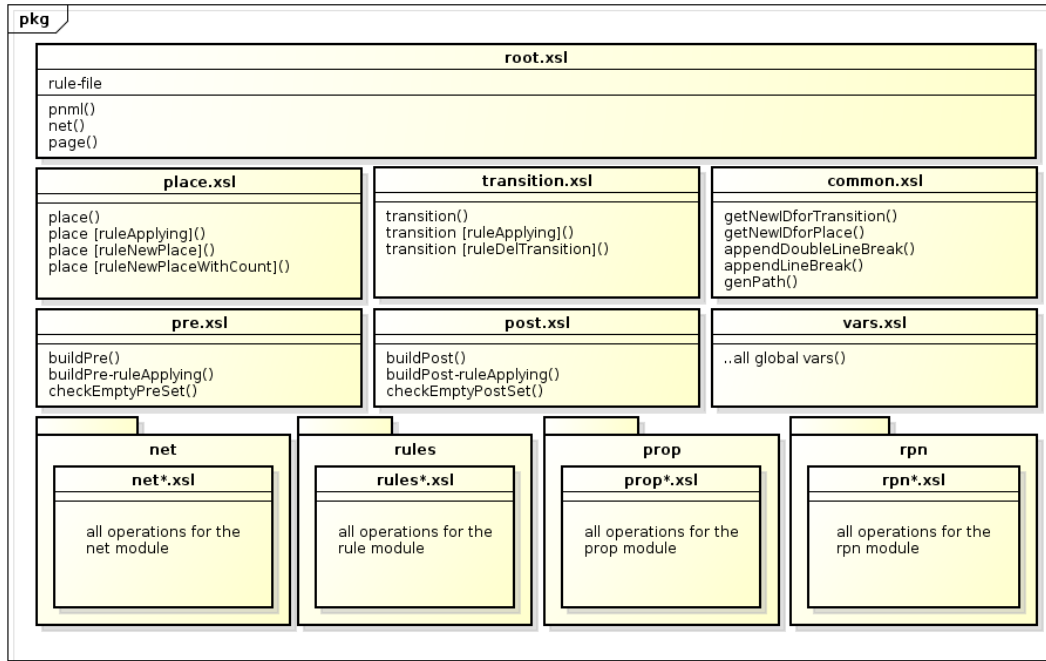 pkg
root.xsl
rule-file
pnml()
net()
page()
place.xsl
place()
place [ruleApplying]()
place [ruleNewPlace]()
place [ruleNewPlaceWithCount]()
transition.xsl
transition()
transition [ruleApplying]()
transition [ruleDelTransition]()
common.xsl
getNewIDforTransition()
getNewIDforPlace()
appendDoubleLineBreak()
appendLineBreak()
genPath()
pre.xsl
buildPre()
buildPre-ruleApplying()
checkEmptyPreSet()
post.xsl
buildPost()
buildPost-ruleApplying()
checkEmptyPostSet()
vars.xsl
..all global vars()
net
net*.xsl
all operations for the
net module
rules
rules*.xsl
all operations for the
rule module
prop
prop*.xsl
all operations for the
prop module
rpn
rpn*.xsl
all operations for the
rpn module